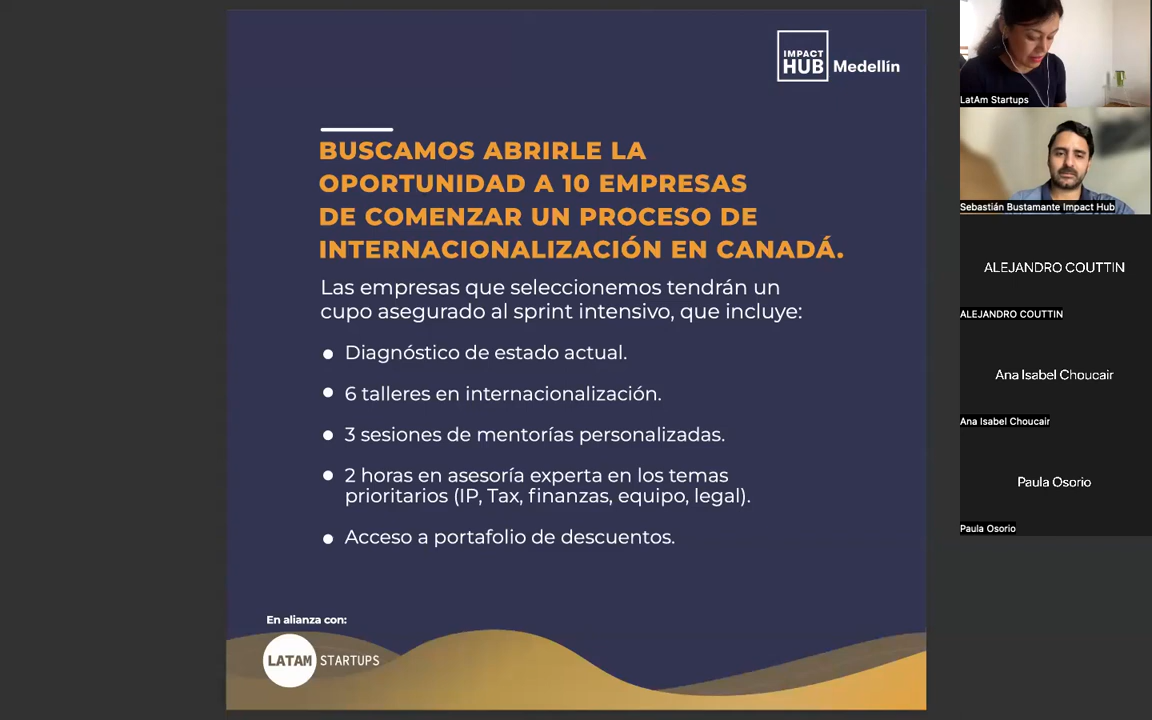 IMPACT
HUB Medellín
BUSCAMOS ABRIRLE LA
OPORTUNIDAD A 10 EMPRESAS
DE COMENZAR UN PROCESO DE
INTERNACIONALIZACIÓN EN CANADÁ.
Las empresas que seleccionemos tendrán un
cupo asegurado al sprint intensivo, que incluye:
Diagnóstico de estado actual.
6 talleres en internacionalización.
3 sesiones de mentorías personalizadas.
2 horas en asesoría experta en los temas
prioritarios (IP, Tax, finanzas, equipo, legal).
Acceso a portafolio de descuentos.
En alianza con:
LATAM STARTUPS
LatAm Startups
Sebastián Bustamante Impact Hub
ALEJANDRO COUTTIN
ALEJANDRO COUTTIN
Ana Isabel Choucair
Ana Isabel Choucair
Paula Osorio
Paula Osorio